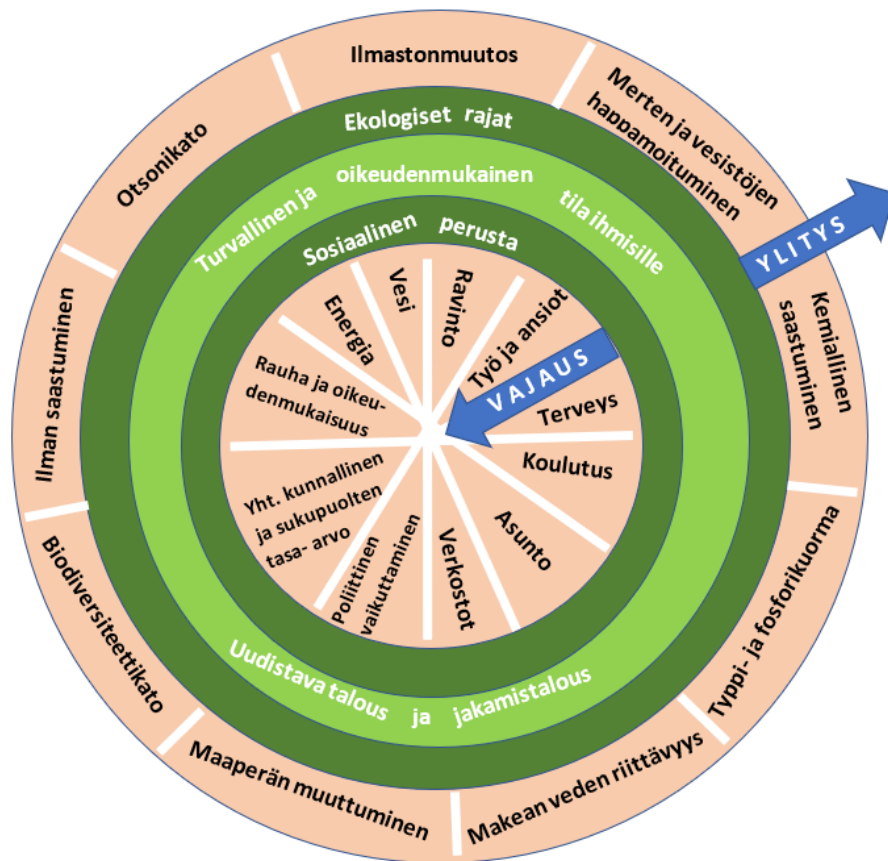 Ilmastonmuutos
Merten ja vesistöjen
happamoituminen
YLITYS
Kemiallinen
saastuminen
Typpi- ja fosforikuorma
Makean veden riittävyys
Maaperän muuttuminen
Biodiversiteettikato
Ilman saastuminen
Otsonikato
Ekologiset rajat
Turvallinen ja oikeudenmukainen tila ihmisille
Sosiaalinen perusta
Vesi
Ravinto
Työ ja ansiot
VAJAUS
Terveys
Koulutus
Asunto
Verkostot
Poliittinen
vaikuttaminen
Yht. kunnallinen
ja sukupuolten
tasa- arvo
Rauha ja oikeu-
denmukaisuus
Energia
Uudistava talous ja jakamistalous